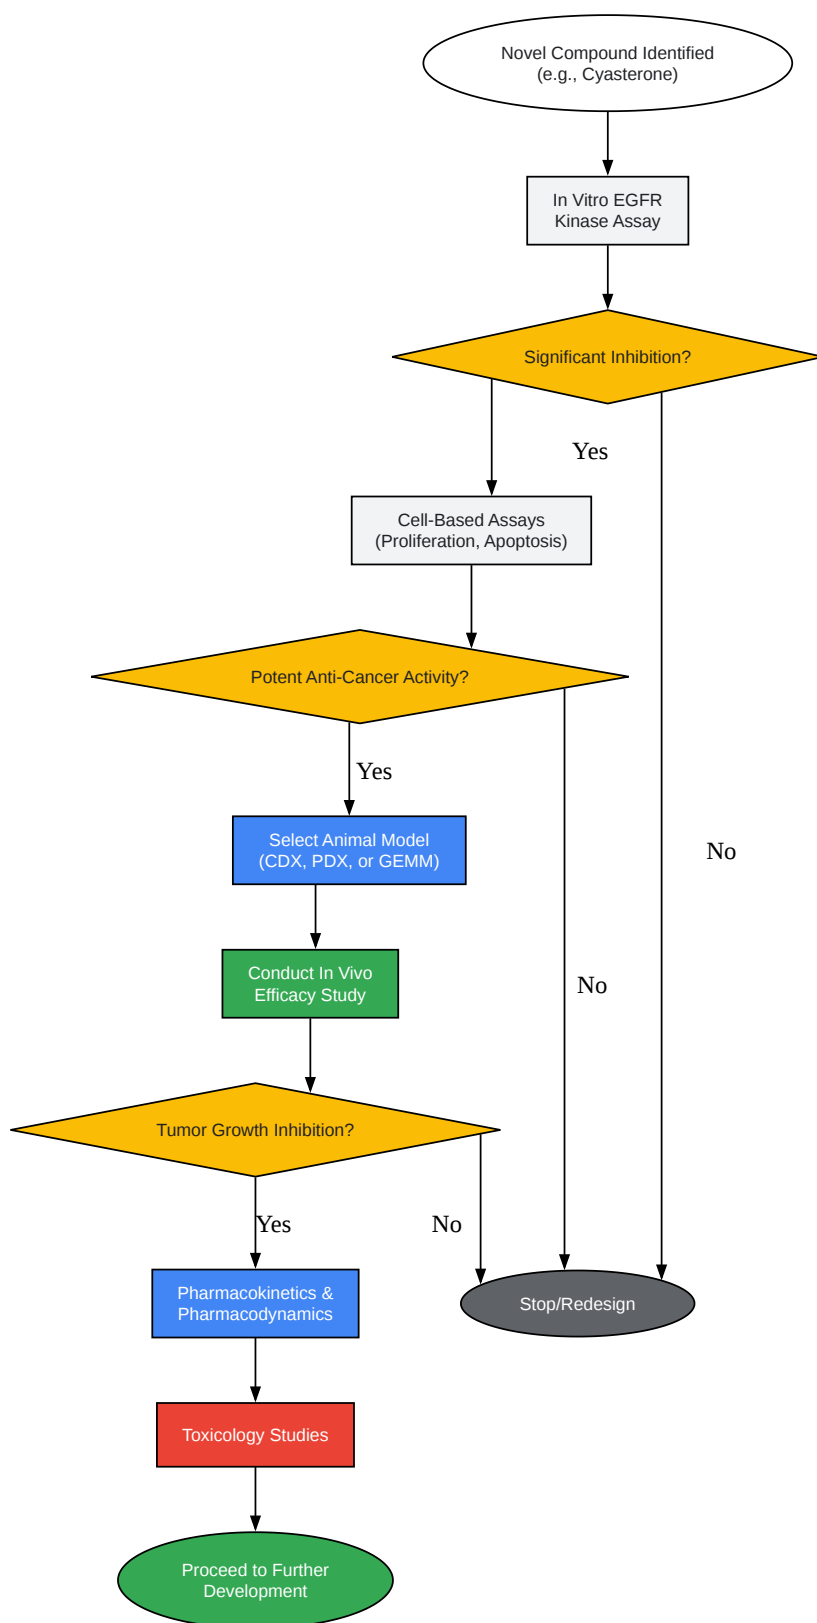 Novel Compound Identified
(e.g., Cyasterone)
In Vitro EGFR
Kinase Assay
Significant Inhibition?
Yes
Cell-Based Assays
(Proliferation, Apoptosis)
Potent Anti-Cancer Activity?
Yes
Select Animal Model
(CDX, PDX, or GEMM)
No
Conduct In Vivo
Efficacy Study
No
Tumor Growth Inhibition?
Yes
No
Pharmacokinetics &
Pharmacodynamics
Stop/Redesign
Toxicology Studies
Proceed to Further
Development